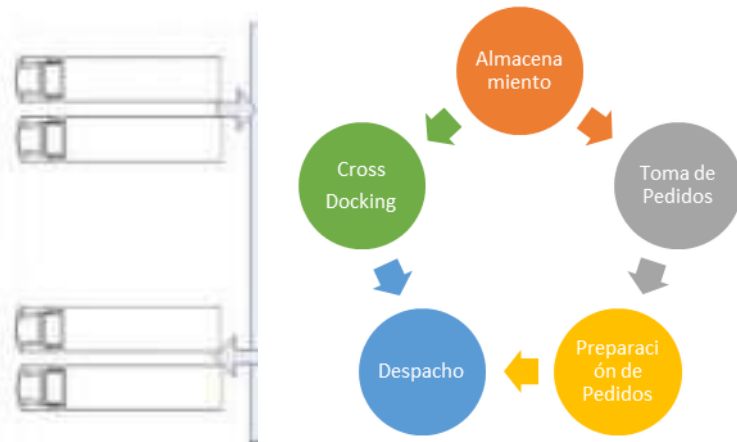 Almacena
miento
Cross
Docking
Toma de
Pedidos
Despacho
Preparaci
ón de
Pedidos